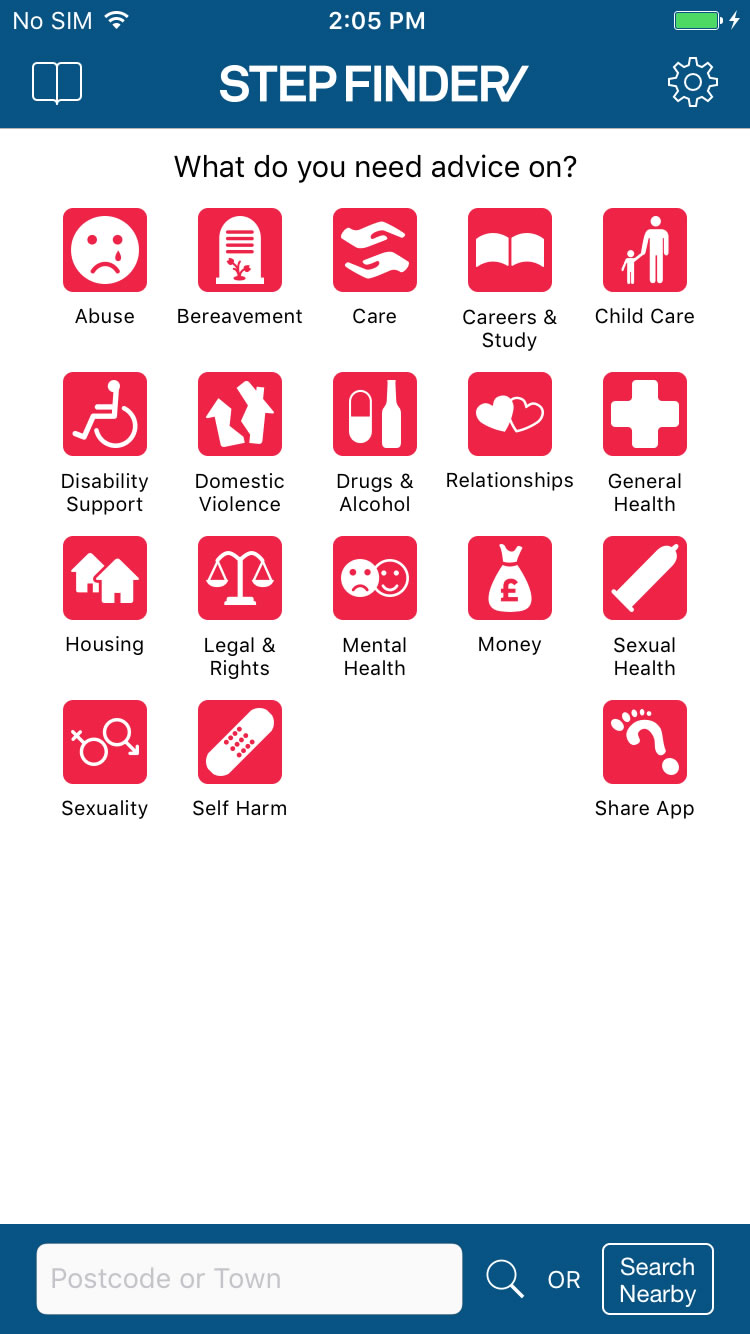 No SIM 2:05 PM
STEP FINDER
What do you need advice on?
Abuse Bereavement Care Careers & Study Child Care
Disability Support Domestic Violence Drugs & Alcohol Relationships General Health
£
Housing Legal & Rights Mental Health Money Sexual Health
Sexuality Self Harm Share App
Postcode or Town OR Search Nearby